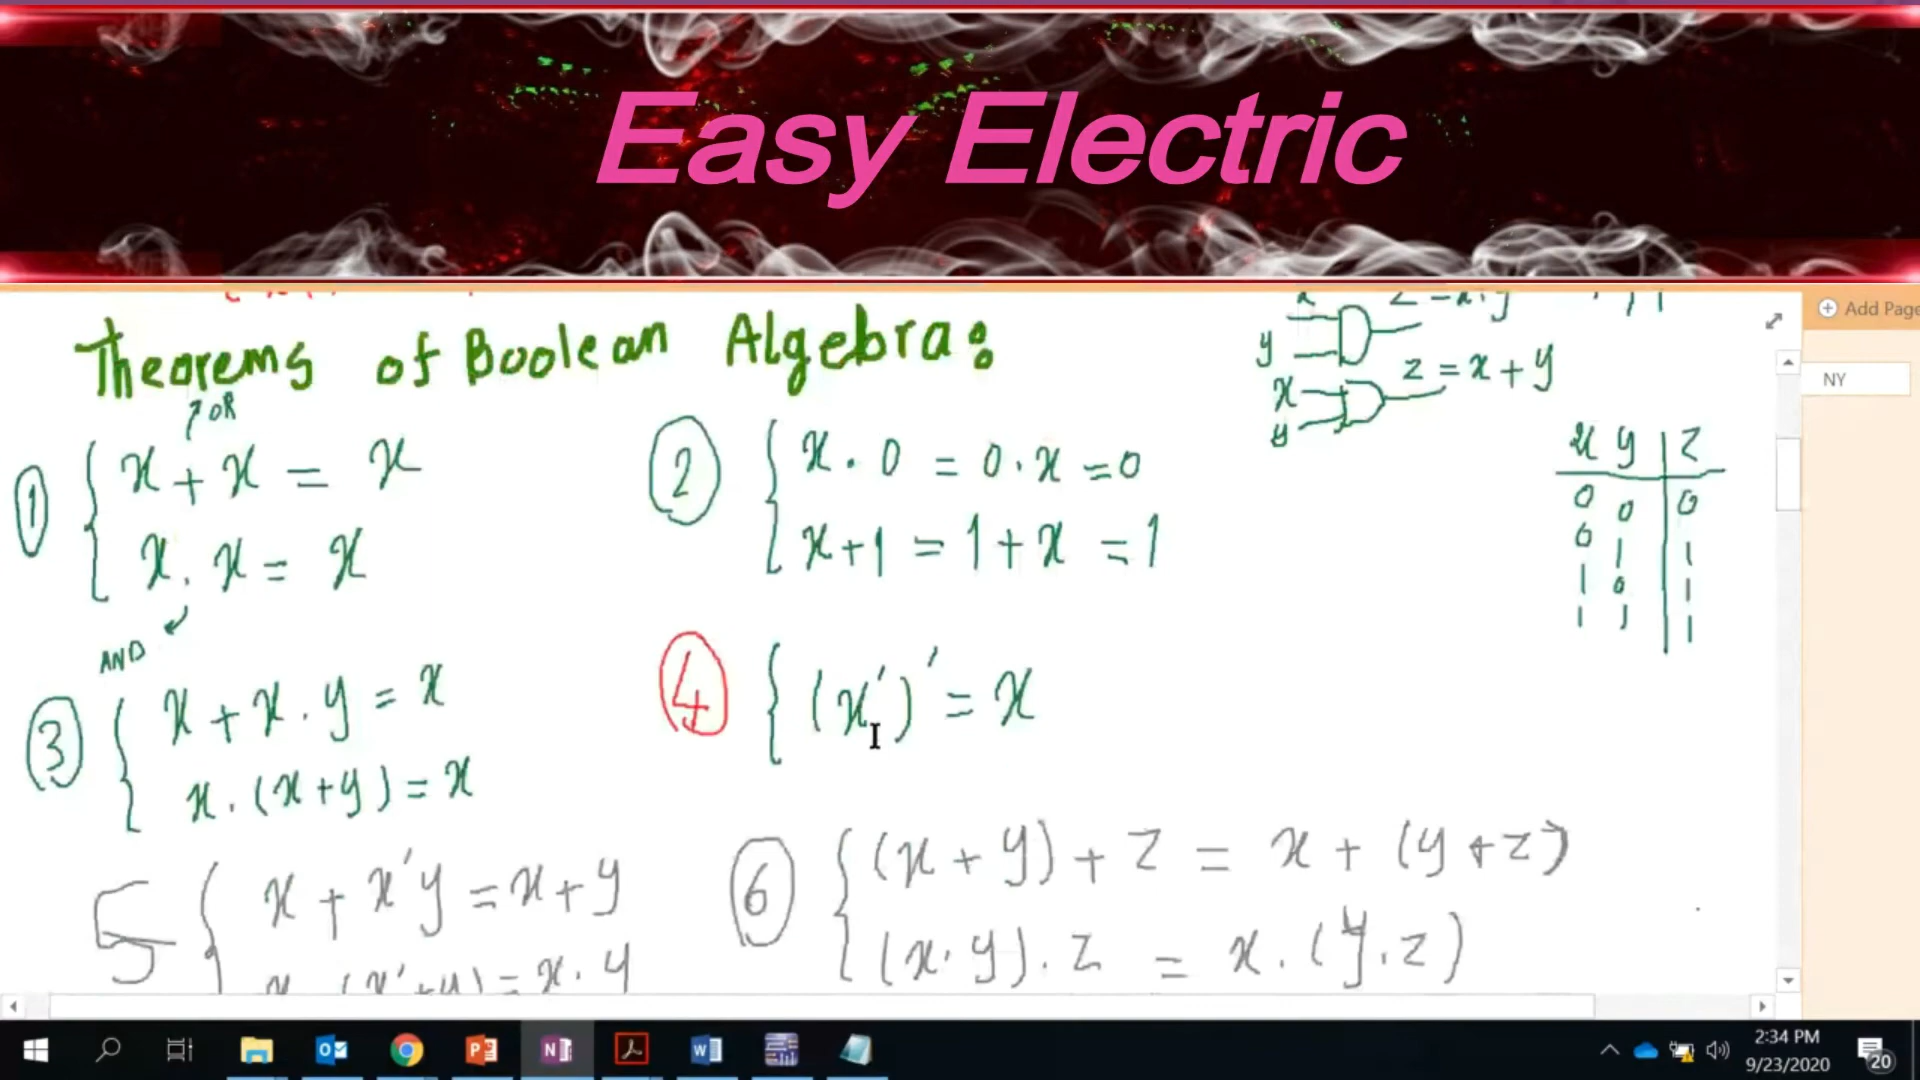 Easy Electric
Theorems of Boolean Algebra:
OR
① x + x = x
x . x = x
AND
② x . 0 = 0 . x = 0
x + 1 = 1 + x = 1
③ x + x . y = x
x . (x + y) = x
④ (x')' = x
5 x + x'y = x + y
x . (x' + y) = x . y
⑥ (x + y) + z = x + (y + z)
(x . y) . z = x . (y . z)
y
x z = x + y
y
x y z
0 0 0
0 1 1
1 0 1
1 1 1
Add Page
NY
2:34 PM
9/23/2020
20